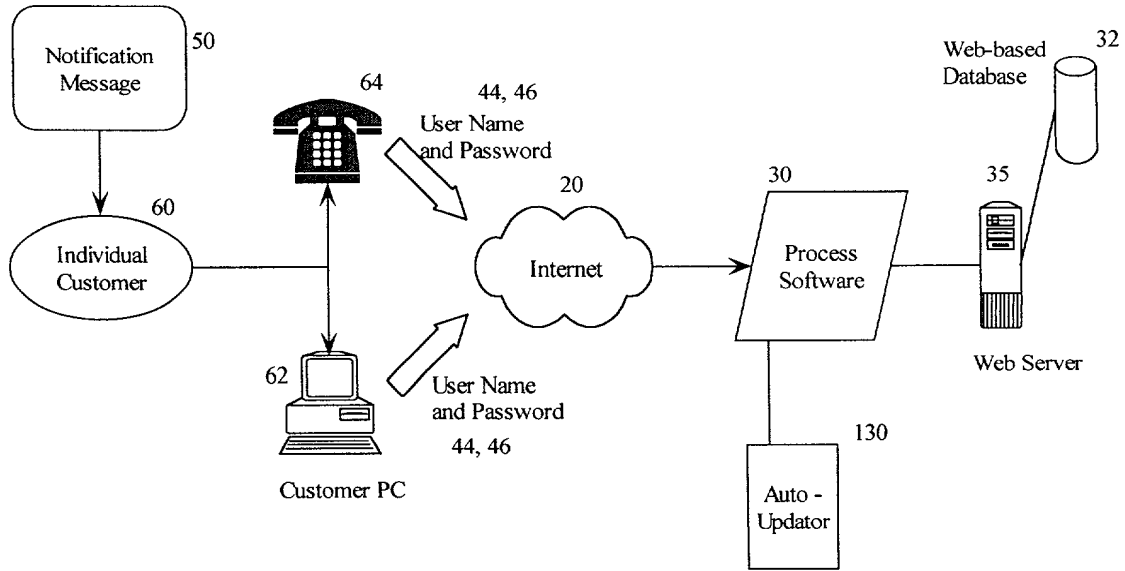 Notification
Message
50
Individual
Customer
60
64
44, 46
User Name
and Password
62
Customer PC
User Name
and Password
44, 46
20
Internet
30
Process
Software
130
Auto -
Updator
35
Web Server
Web-based
Database
32